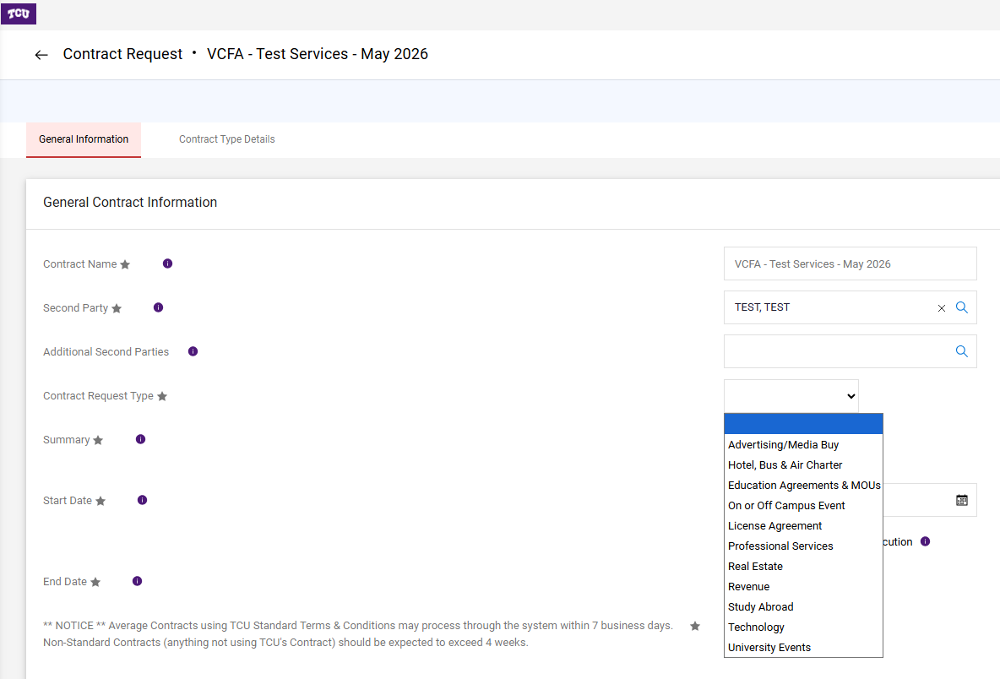 TCU
Contract Request • VCFA - Test Services - May 2026
General Information
Contract Type Details
General Contract Information
Contract Name
VCFA - Test Services - May 2026
Second Party
TEST, TEST
Additional Second Parties
Contract Request Type
Summary
Advertising/Media Buy
Hotel, Bus & Air Charter
Education Agreements & MOUs
On or Off Campus Event
License Agreement
Professional Services
Real Estate
Revenue
Study Abroad
Technology
University Events
Start Date
cution
End Date
** NOTICE ** Average Contracts using TCU Standard Terms & Conditions may process through the system within 7 business days.
Non-Standard Contracts (anything not using TCU's Contract) should be expected to exceed 4 weeks.